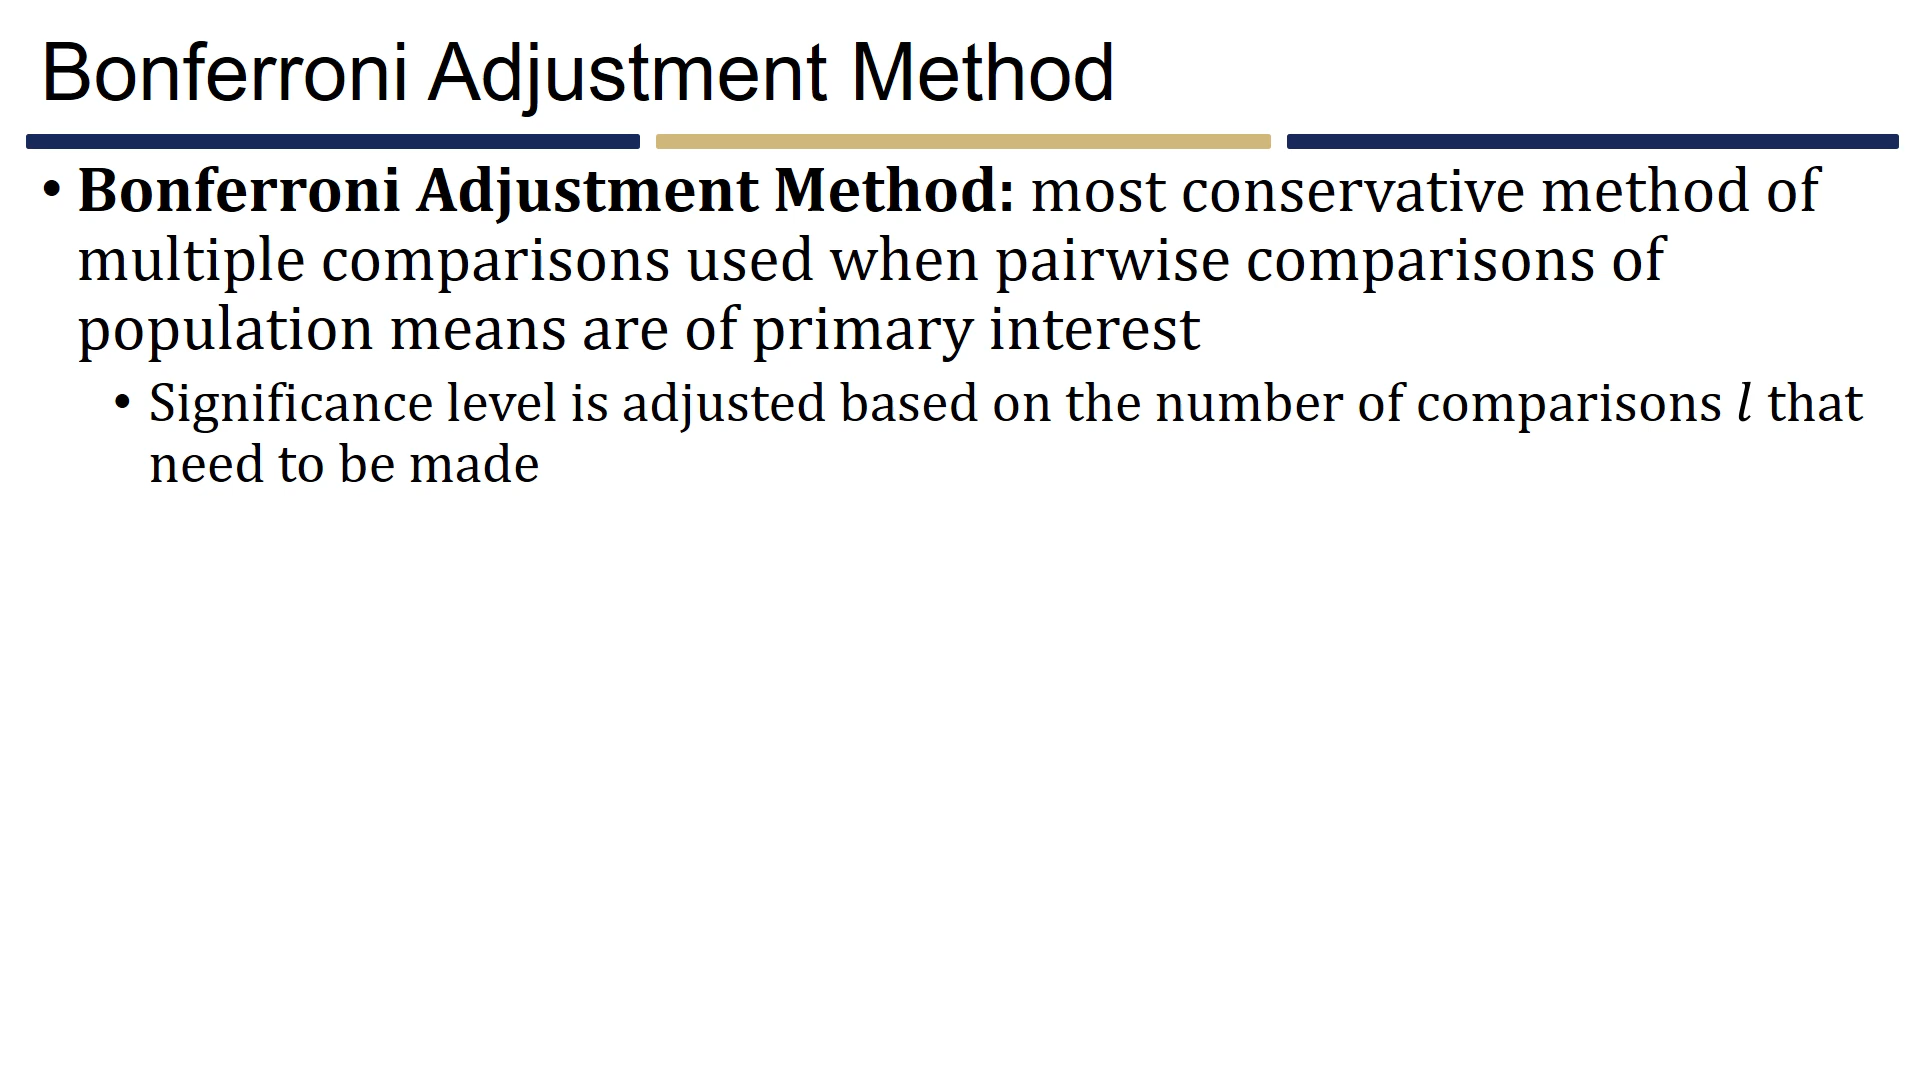 Bonferroni Adjustment Method
• Bonferroni Adjustment Method: most conservative method of
multiple comparisons used when pairwise comparisons of
population means are of primary interest
• Significance level is adjusted based on the number of comparisons l that
need to be made